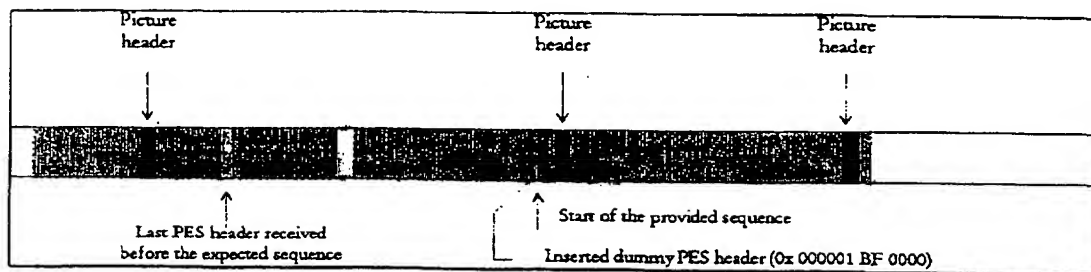 Picture
header
Picture
header
Picture
header
Last PES header received
before the expected sequence
Start of the provided sequence
Inserted dummy PES header (0x 000001 BF 0000)